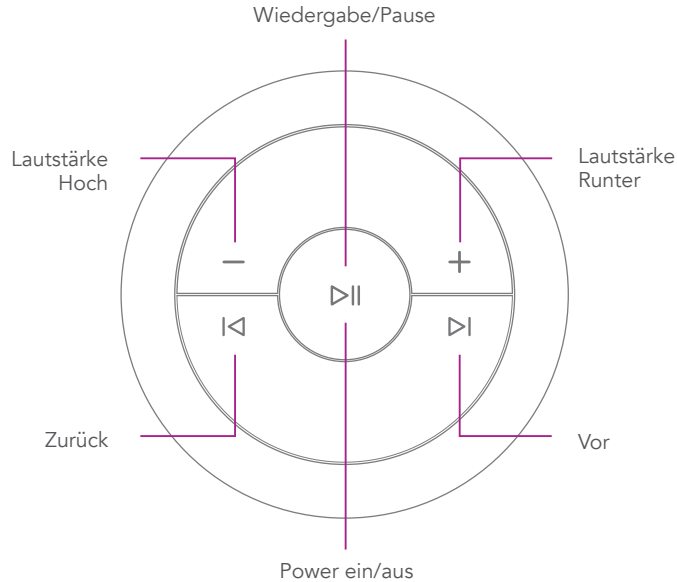 Wiedergabe/Pause
Lautstärke
Hoch
Lautstärke
Runter
Zurück
Vor
Power ein/aus